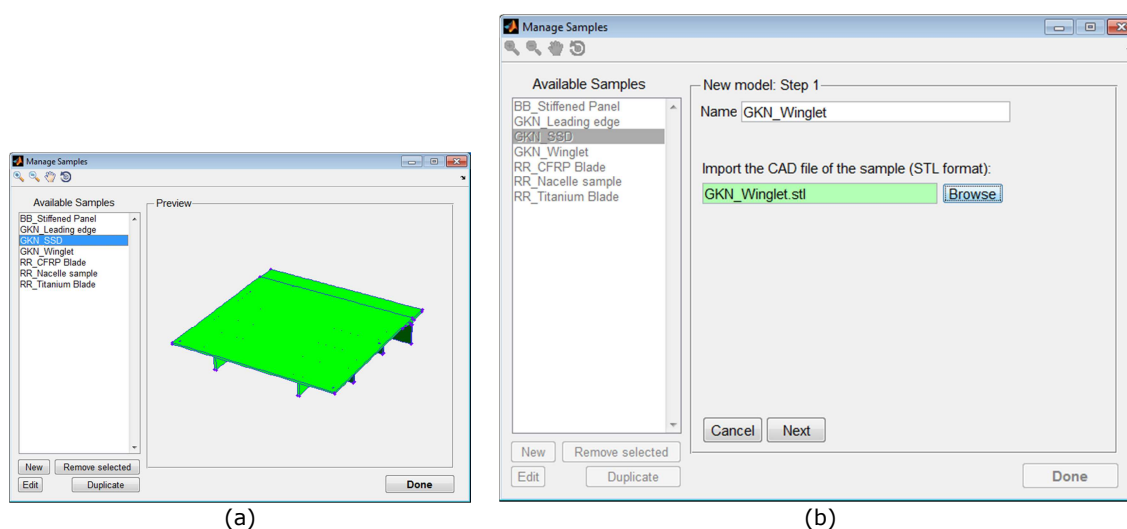 Manage Samples
Available Samples
BB_Stiffened Panel
GKN_Leading edge
GKN_SSD
GKN_Winglet
RR_CFRP Blade
RR_Nacelle sample
RR_Titanium Blade
Preview
New
Remove selected
Edit
Duplicate
Done
(a)
Manage Samples
Available Samples
BB_Stiffened Panel
GKN_Leading edge
GKN_SSD
GKN_Winglet
RR_CFRP Blade
RR_Nacelle sample
RR_Titanium Blade
New model: Step 1
Name GKN_Winglet
Import the CAD file of the sample (STL format):
GKN_Winglet.stl Browse
Cancel Next
New Remove selected
Edit Duplicate
Done
(b)